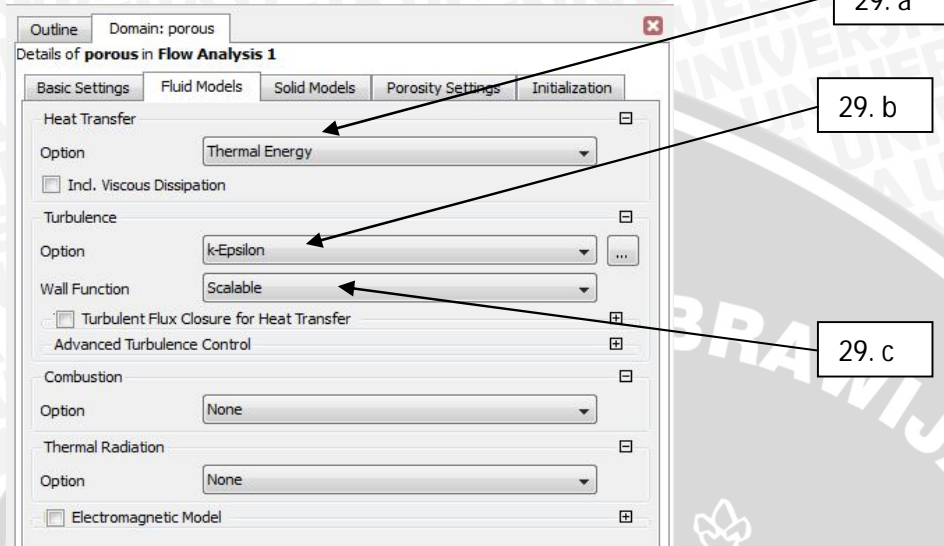 29. a
Outline Domain: porous
Details of porous in Flow Analysis 1
Basic Settings Fluid Models Solid Models Porosity Settings Initialization
Heat Transfer
Option Thermal Energy
Incl. Viscous Dissipation
29. b
Turbulence
Option k-Epsilon ...
Wall Function Scalable
Turbulent Flux Closure for Heat Transfer
Advanced Turbulence Control
29. c
Combustion
Option None
Thermal Radiation
Option None
Electromagnetic Model